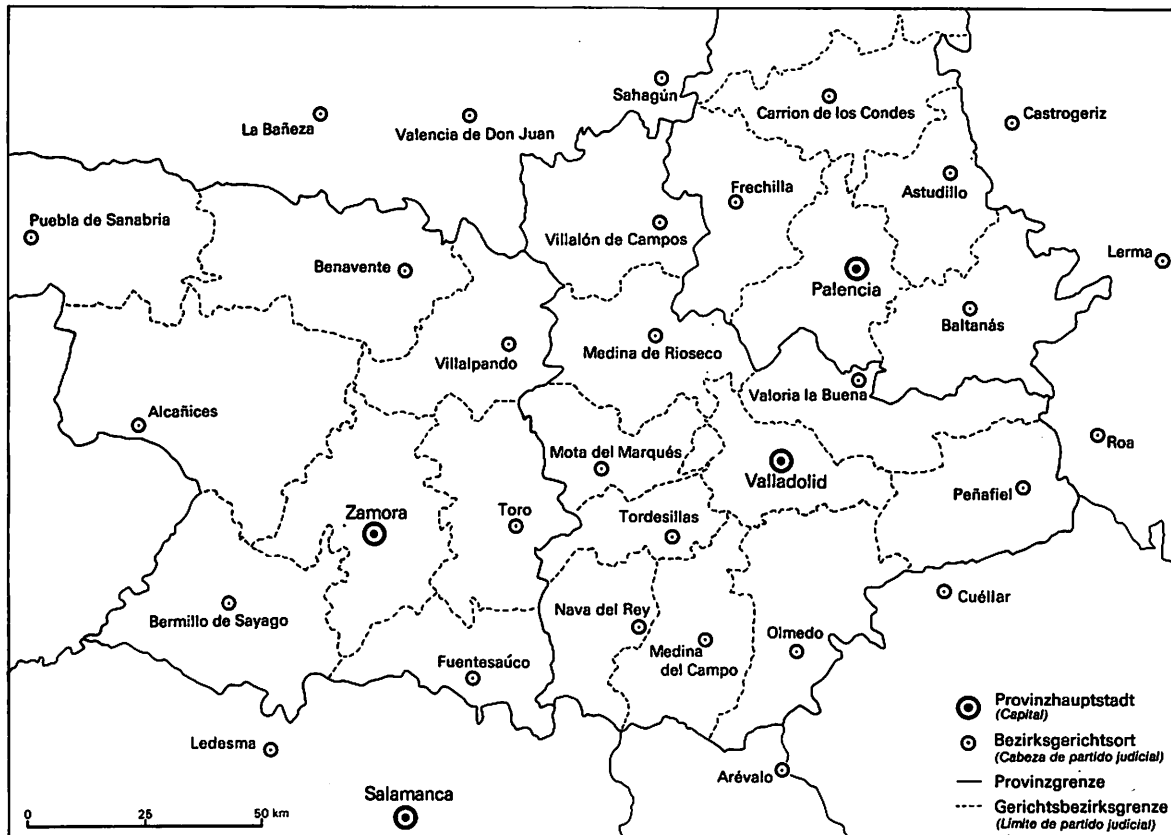 Sahagún
La Bañeza
Valencia de Don Juan
Carrion de los Condes
Castrogeriz
Frechilla
Astudillo
Puebla de Sanabria
Villalón de Campos
Benavente
Lerma
Palencia
Baltanás
Villalpando
Medina de Rioseco
Valoria la Buena
Alcañices
Roa
Mota del Marqués
Valladolid
Peñafiel
Zamora
Toro
Tordesillas
Cuéllar
Bermillo de Sayago
Nava del Rey
Olmedo
Medina
del Campo
Fuentesaúco
Ledesma
Arévalo
Salamanca
0 25 50 km
Provinzhauptstadt
(Capital)
Bezirksgerichtsort
(Cabeza de partido judicial)
Provinzgrenze
Gerichtsbezirksgrenze
(Limite de partido judicial)